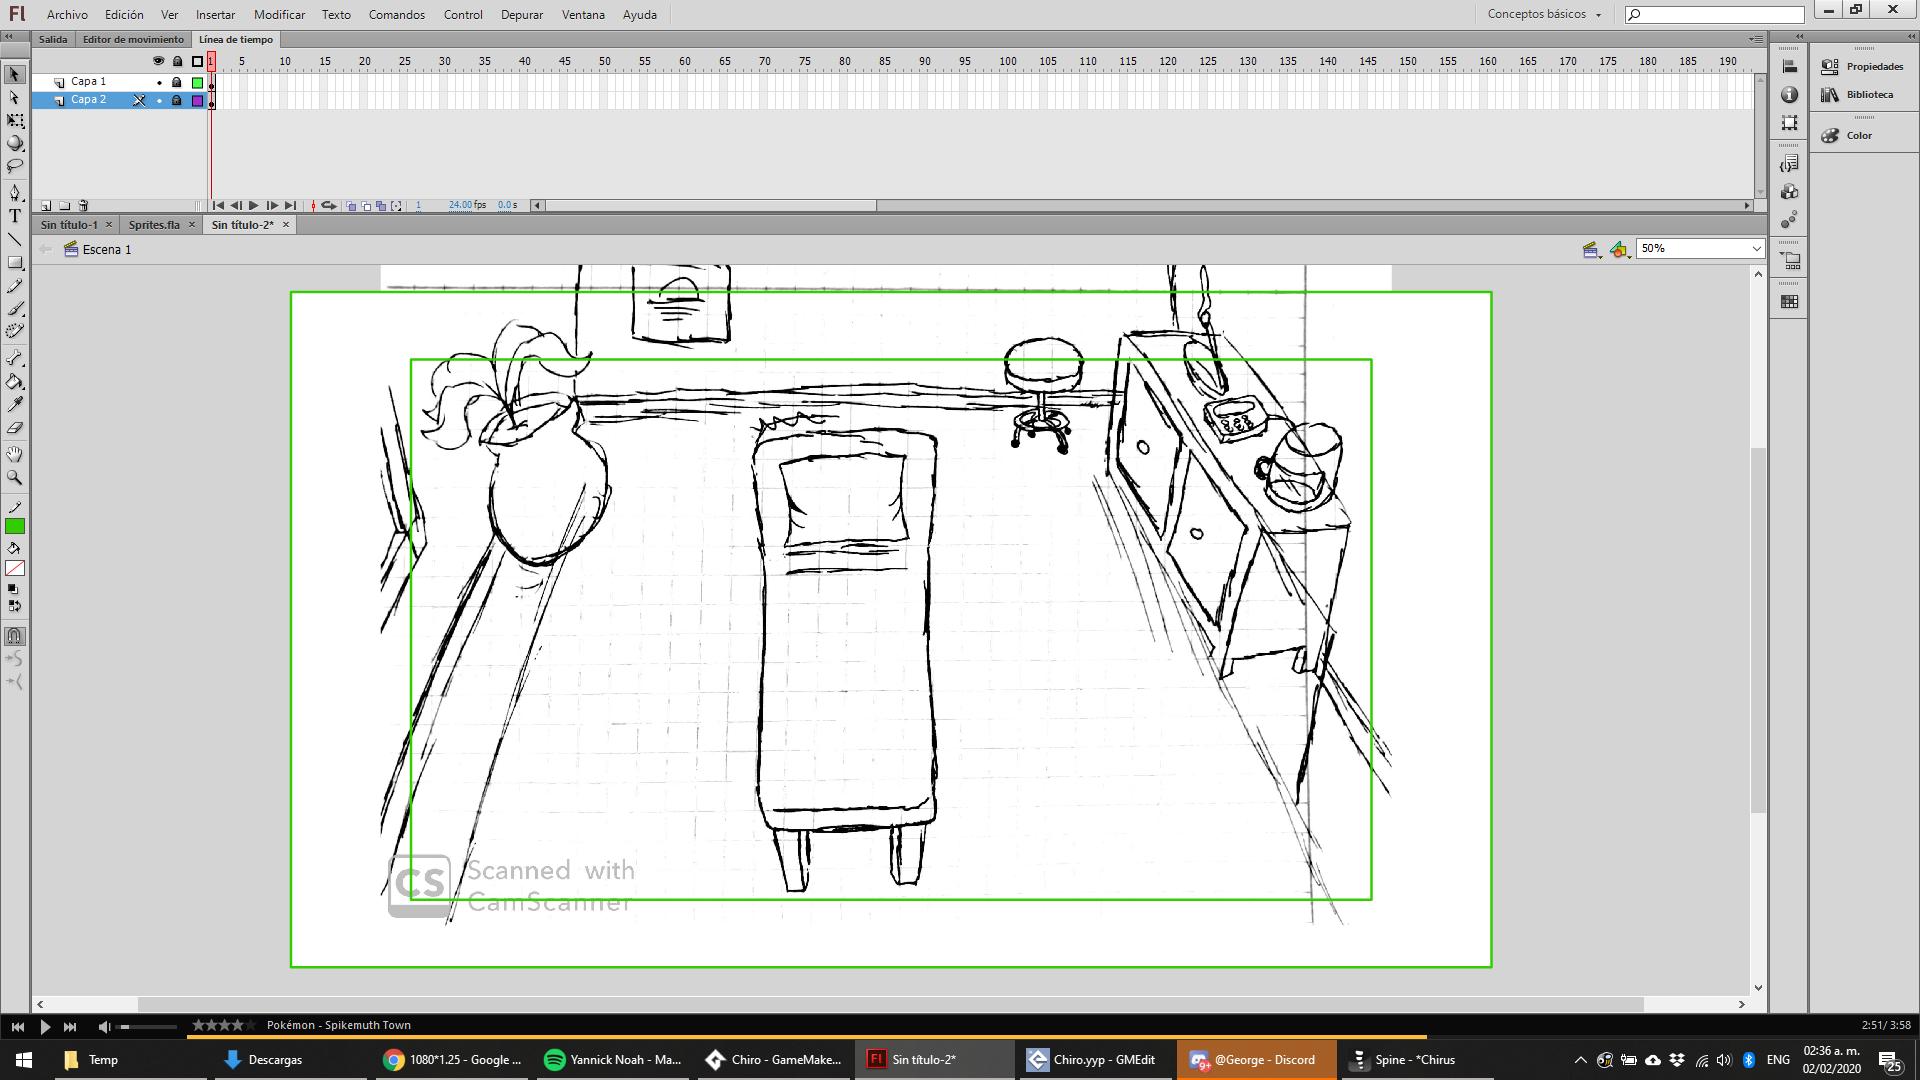 Fl Archivo Edición Ver Insertar Modificar Texto Comandos Control Depurar Ventana Ayuda Conceptos básicos
Salida Editor de movimiento Línea de tiempo
1 5 10 15 20 25 30 35 40 45 50 55 60 65 70 75 80 85 90 95 100 105 110 115 120 125 130 135 140 145 150 155 160 165 170 175 180 185 190
Capa 1
Capa 2
1 24.00 fps 0.0 s
Sin título-1 Sprites.fla Sin título-2*
Escena 1 50%
Propiedades
Biblioteca
Color
CS Scanned with
CamScanner
Pokémon - Spikemuth Town 2:51/ 3:58
Temp Descargas 1080*1.25 - Google ... Yannick Noah - Ma... Chiro - GameMake... Fl Sin título-2* Chiro.yyp - GMEdit @George - Discord Spine - *Chirus ENG 02:36 a. m.
02/02/2020 25